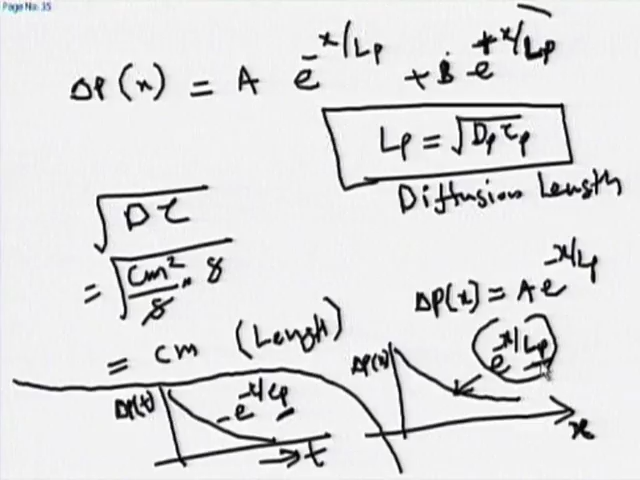 Page No: 35
Δp(x) = A e^{-x/Lp} + B e^{+x/Lp}
Lp = √(Dp τp)
Diffusion Length
√(Dτ)
= √(cm²/s · s)
= cm (Length)
Δp(x) = A e^{-x/Lp}
Δp(x)
e^{-x/Lp}
x
Δp(t)
t